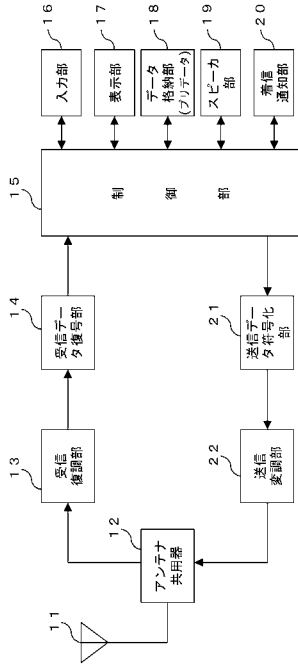 11
12
アンテナ
共用器
13
受信
復調部
14
受信デー
タ復号部
15
制御部
16
入力部
17
表示部
18
データ
格納部
(プリデータ)
19
スピーカ
部
20
着信
通知部
21
送信デー
タ符号化
部
22
送信
変調部